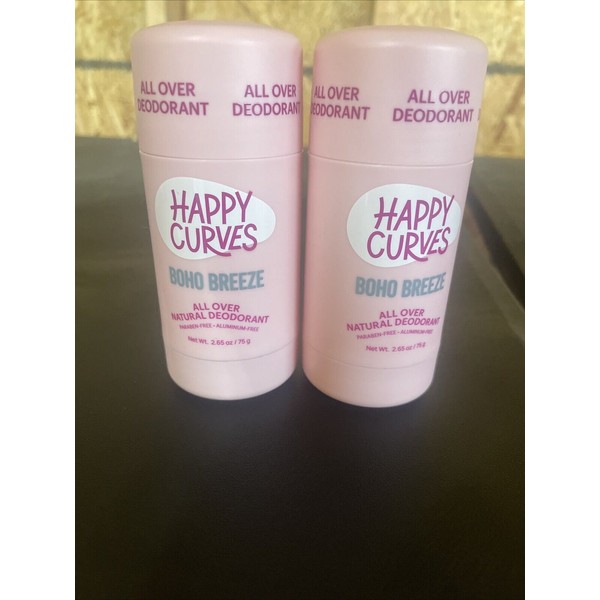 ALL OVER
DEODORANT
ALL OVER
DEODORANT
HAPPY
CURVES
BOHO BREEZE
ALL OVER
NATURAL DEODORANT
PARABEN-FREE • ALUMINUM-FREE
Net Wt. 2.65 oz / 75 g
ALL OVER
DEODORANT
ALL OVER
DEODORANT
HAPPY
CURVES
BOHO BREEZE
ALL OVER
NATURAL DEODORANT
PARABEN-FREE • ALUMINUM-FREE
Net Wt. 2.65 oz / 75 g